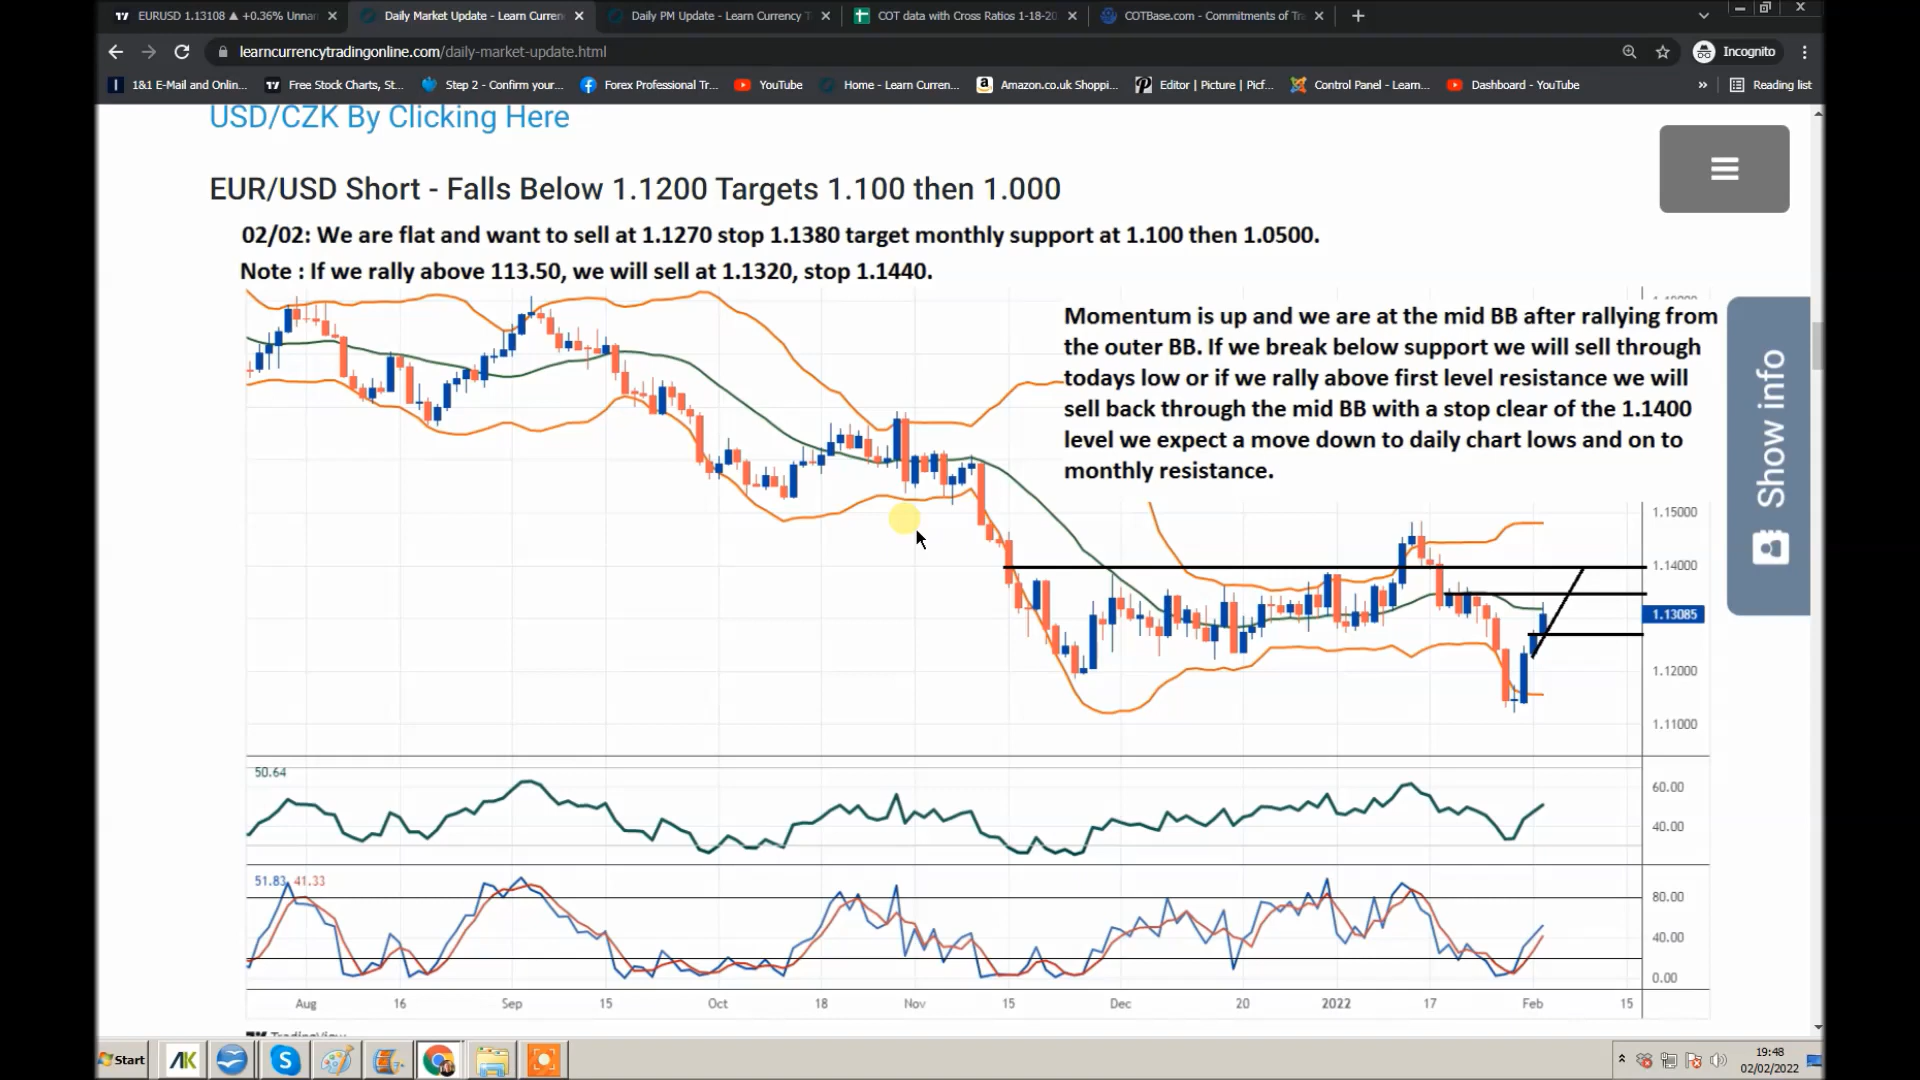 EURUSD 1.13108 ▲ +0.36% Unnan
Daily Market Update - Learn Curren
Daily PM Update - Learn Currency T
COT data with Cross Ratios 1-18-20
COTBase.com - Commitments of Tra
learncurrencytradingonline.com/daily-market-update.html
Incognito
1&1 E-Mail and Onlin...
Free Stock Charts, St...
Step 2 - Confirm your...
Forex Professional Tr...
YouTube
Home - Learn Curren...
Amazon.co.uk Shoppi...
Editor | Picture | Picf...
Control Panel - Learn...
Dashboard - YouTube
»
Reading list
USD/CZK By Clicking Here
EUR/USD Short - Falls Below 1.1200 Targets 1.100 then 1.000
02/02: We are flat and want to sell at 1.1270 stop 1.1380 target monthly support at 1.100 then 1.0500.
Note : If we rally above 113.50, we will sell at 1.1320, stop 1.1440.
Momentum is up and we are at the mid BB after rallying from
the outer BB. If we break below support we will sell through
todays low or if we rally above first level resistance we will
sell back through the mid BB with a stop clear of the 1.1400
level we expect a move down to daily chart lows and on to
monthly resistance.
Show info
1.15000
1.14000
1.13085
1.12000
1.11000
50.64
60.00
40.00
51.83 41.33
80.00
40.00
0.00
Aug 16 Sep 15 Oct 18 Nov 15 Dec 20 2022 17 Feb 15
TradingView
Start
AK
19:48
02/02/2022